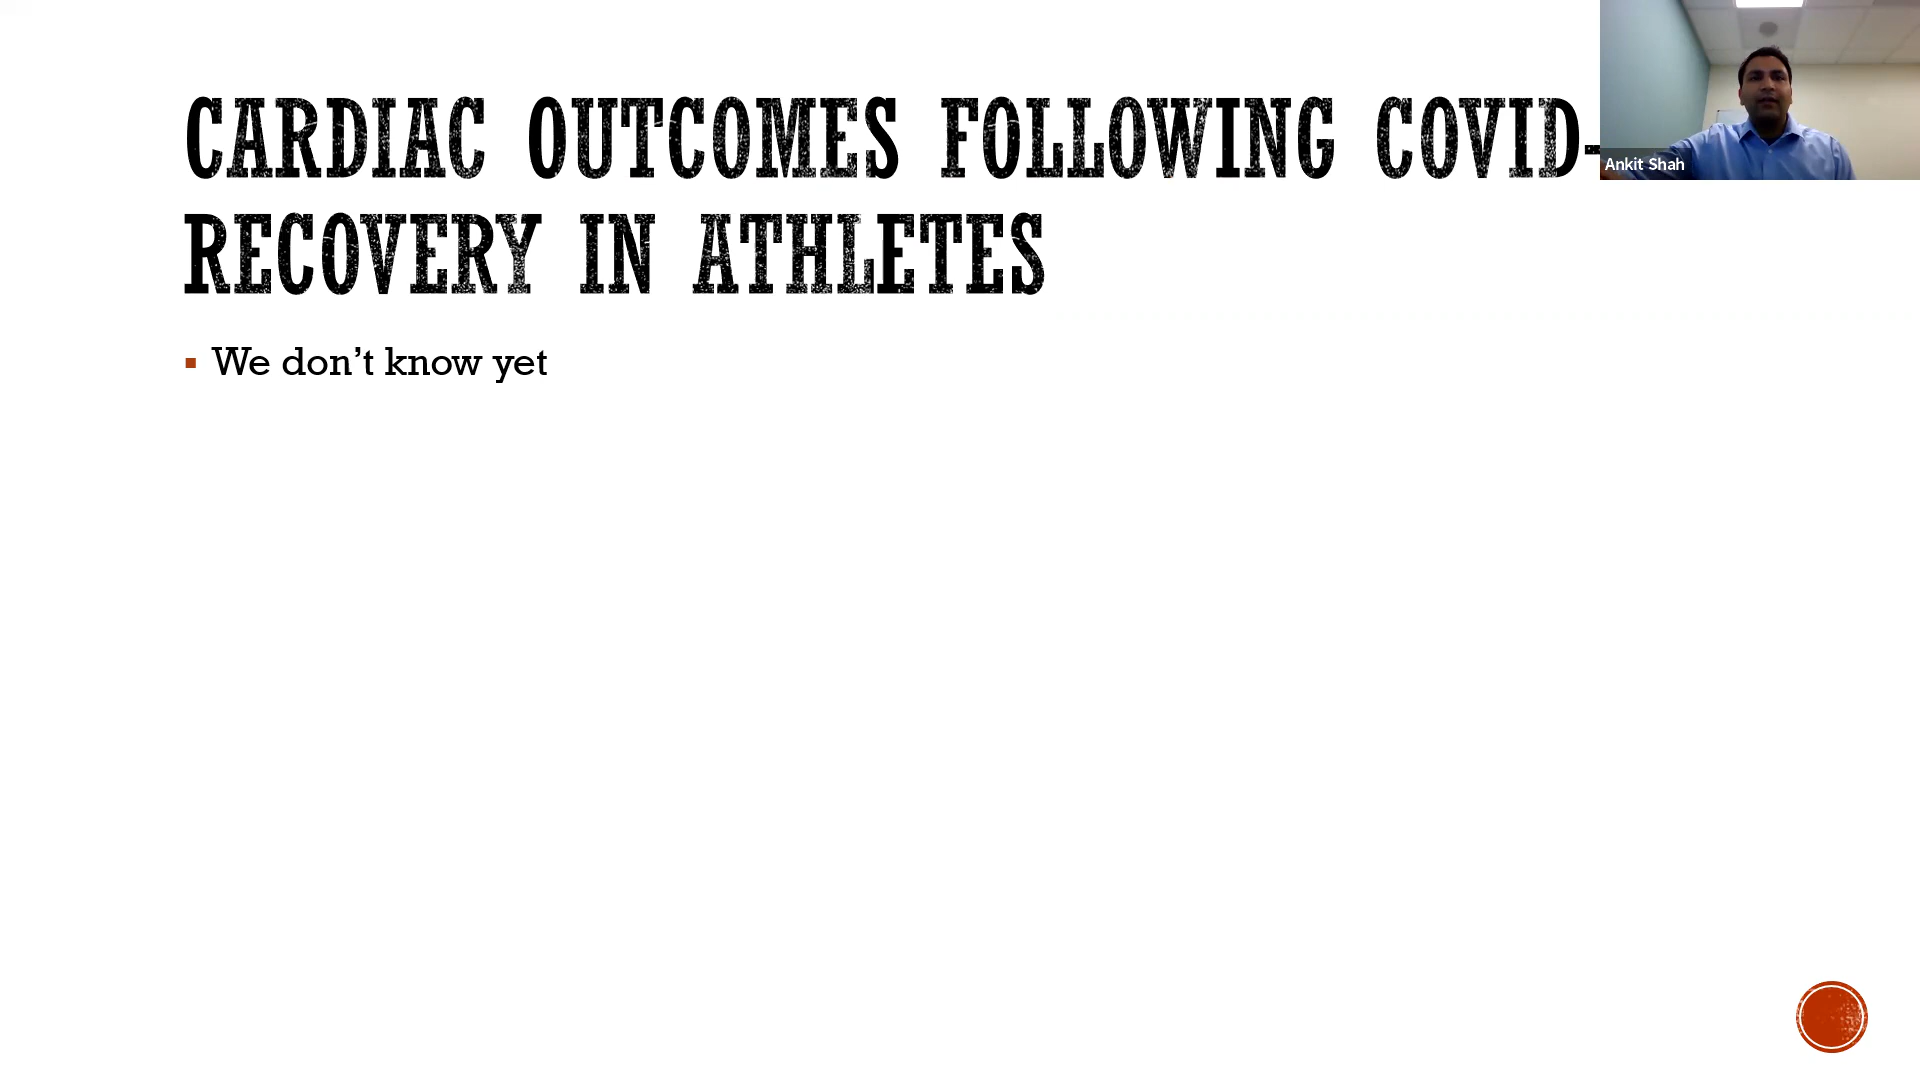 CARDIAC OUTCOMES FOLLOWING COVID-
RECOVERY IN ATHLETES
We don't know yet
Ankit Shah